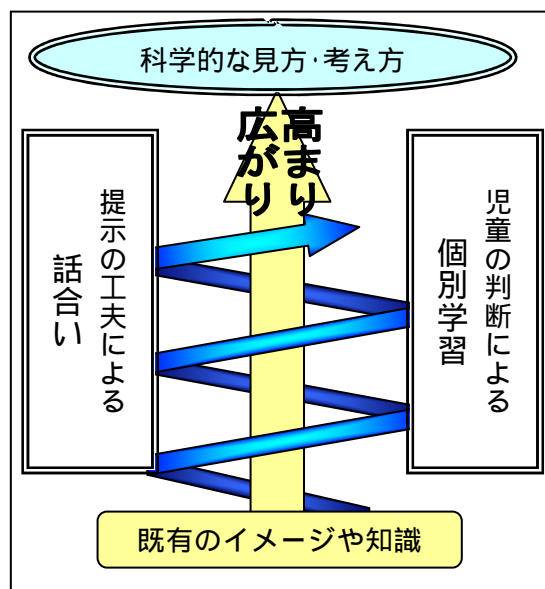 科学的な見方･考え方
高まり
広がり
提示の工夫による
話合い
児童の判断による
個別学習
既有のイメージや知識